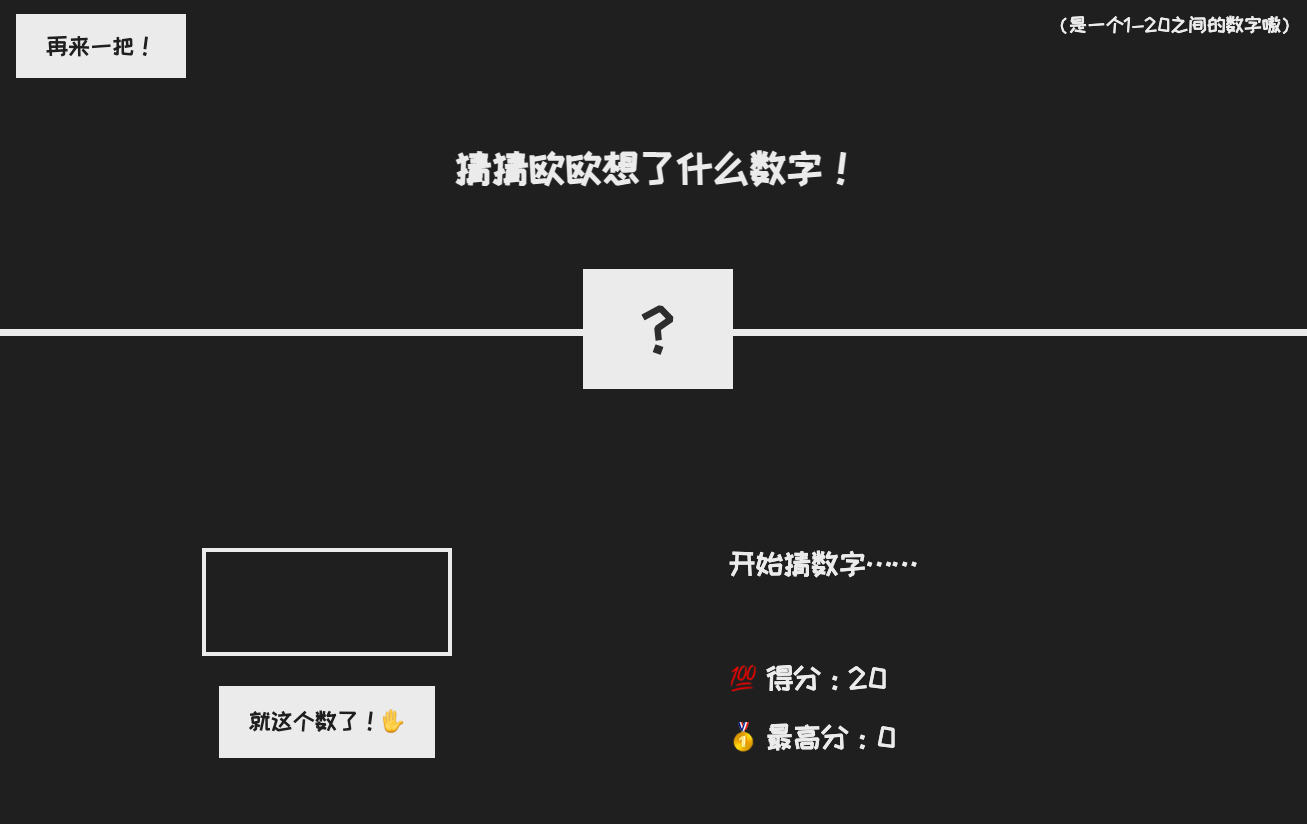 再来一把！
（是一个1-20之间的数字嗷）
猜猜欧欧想了什么数字！
?
开始猜数字……
💯 得分：20
就这个数了！✋
🥇 最高分：0